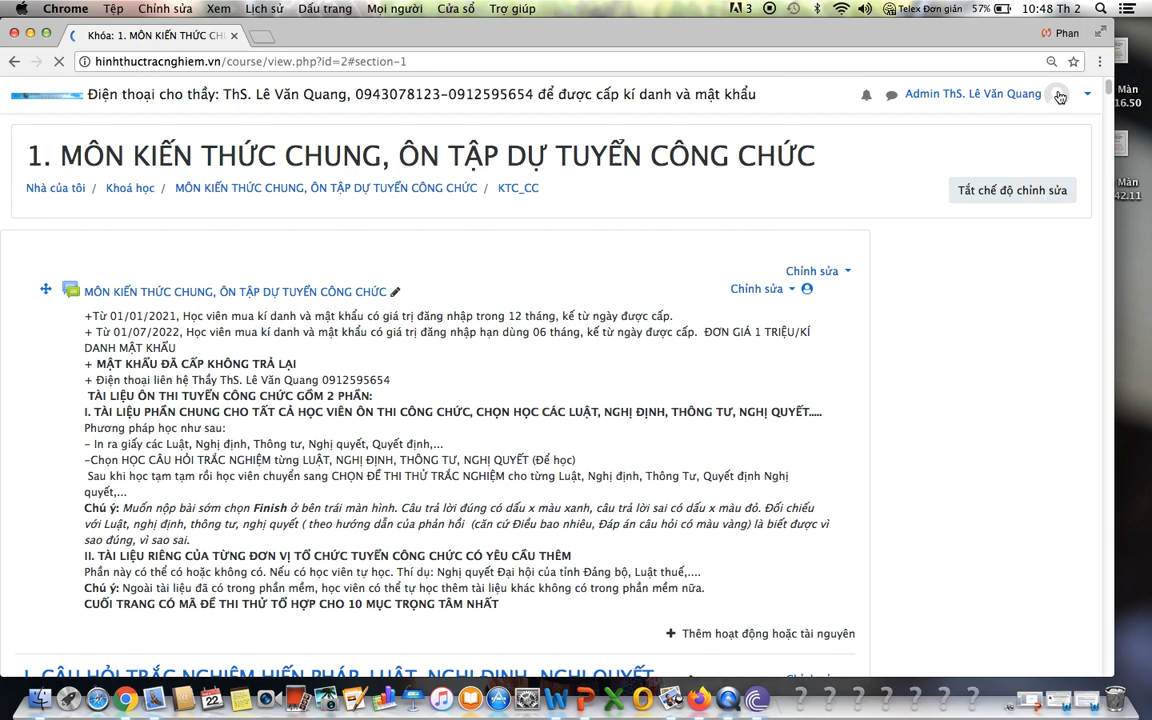 Chrome Tệp Chỉnh sửa Xem Lịch sử Dấu trang Mọi người Cửa sổ Trợ giúp 3 Telex Đơn giản 57% 10:48 Th 2
Khóa: 1. MÔN KIẾN THỨC CH
Phan
hinhthuctracnghiem.vn/course/view.php?id=2#section-1
Điện thoại cho thầy: ThS. Lê Văn Quang, 0943078123-0912595654 để được cấp kí danh và mật khẩu
Admin ThS. Lê Văn Quang
Màn
16.50
1. MÔN KIẾN THỨC CHUNG, ÔN TẬP DỰ TUYỂN CÔNG CHỨC
Nhà của tôi / Khoá học / MÔN KIẾN THỨC CHUNG, ÔN TẬP DỰ TUYỂN CÔNG CHỨC / KTC_CC
Tắt chế độ chỉnh sửa
Màn
42.11
Chỉnh sửa
MÔN KIẾN THỨC CHUNG, ÔN TẬP DỰ TUYỂN CÔNG CHỨC
Chỉnh sửa
+Từ 01/01/2021, Học viên mua kí danh và mật khẩu có giá trị đăng nhập trong 12 tháng, kế từ ngày được cấp.
+ Từ 01/07/2022, Học viên mua kí danh và mật khẩu có giá trị đăng nhập hạn dùng 06 tháng, kế từ ngày được cấp. ĐƠN GIÁ 1 TRIỆU/KÍ
DANH MẬT KHẨU
+ MẬT KHẨU ĐÃ CẤP KHÔNG TRẢ LẠI
+ Điện thoại liên hệ Thầy ThS. Lê Văn Quang 0912595654
TÀI LIỆU ÔN THI TUYỂN CÔNG CHỨC GỒM 2 PHẦN:
I. TÀI LIỆU PHẦN CHUNG CHO TẤT CẢ HỌC VIÊN ÔN THI CÔNG CHỨC, CHỌN HỌC CÁC LUẬT, NGHỊ ĐỊNH, THÔNG TƯ, NGHỊ QUYẾT.....
Phương pháp học như sau:
- In ra giấy các Luật, Nghị định, Thông tư, Nghị quyết, Quyết định,...
-Chọn HỌC CÂU HỎI TRẮC NGHIỆM từng LUẬT, NGHỊ ĐỊNH, THÔNG TƯ, NGHỊ QUYẾT (Để học)
Sau khi học tạm tạm rồi học viên chuyển sang CHỌN ĐỀ THI THỬ TRẮC NGHIỆM cho từng Luật, Nghị định, Thông Tư, Quyết định Nghị
quyết,...
Chú ý: Muốn nộp bài sớm chọn Finish ở bên trái màn hình. Câu trả lời đúng có dấu x màu xanh, câu trả lời sai có dấu x màu đỏ. Đối chiếu
với Luật, nghị định, thông tư, nghị quyết ( theo hướng dẫn của phản hồi (căn cứ Điều bao nhiêu, Đáp án câu hỏi có màu vàng) là biết được vì
sao đúng, vì sao sai.
II. TÀI LIỆU RIÊNG CỦA TỪNG ĐƠN VỊ TỔ CHỨC TUYỂN CÔNG CHỨC CÓ YÊU CẦU THÊM
Phần này có thể có hoặc không có. Nếu có học viên tự học. Thí dụ: Nghị quyết Đại hội của tỉnh Đảng bộ, Luật thuế,....
Chú ý: Ngoài tài liệu đã có trong phần mềm, học viên có thể tự học thêm tài liệu khác không có trong phần mềm nữa.
CUỐI TRANG CÓ MÃ ĐỀ THI THỬ TỔ HỢP CHO 10 MỤC TRỌNG TÂM NHẤT
Thêm hoạt động hoặc tài nguyên
I. CÂU HỎI TRẮC NGHIỆM HIẾN PHÁP, LUẬT, NGHỊ ĐỊNH, NGHỊ QUYẾT